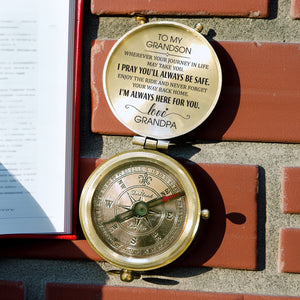 TO MY
GRANDSON
WHEREVER YOUR JOURNEY IN LIFE
MAY TAKE YOU,
I PRAY YOU'LL ALWAYS BE SAFE.
ENJOY THE RIDE AND NEVER FORGET
YOUR WAY BACK HOME.
I'M ALWAYS HERE FOR YOU.
love
GRANDPA